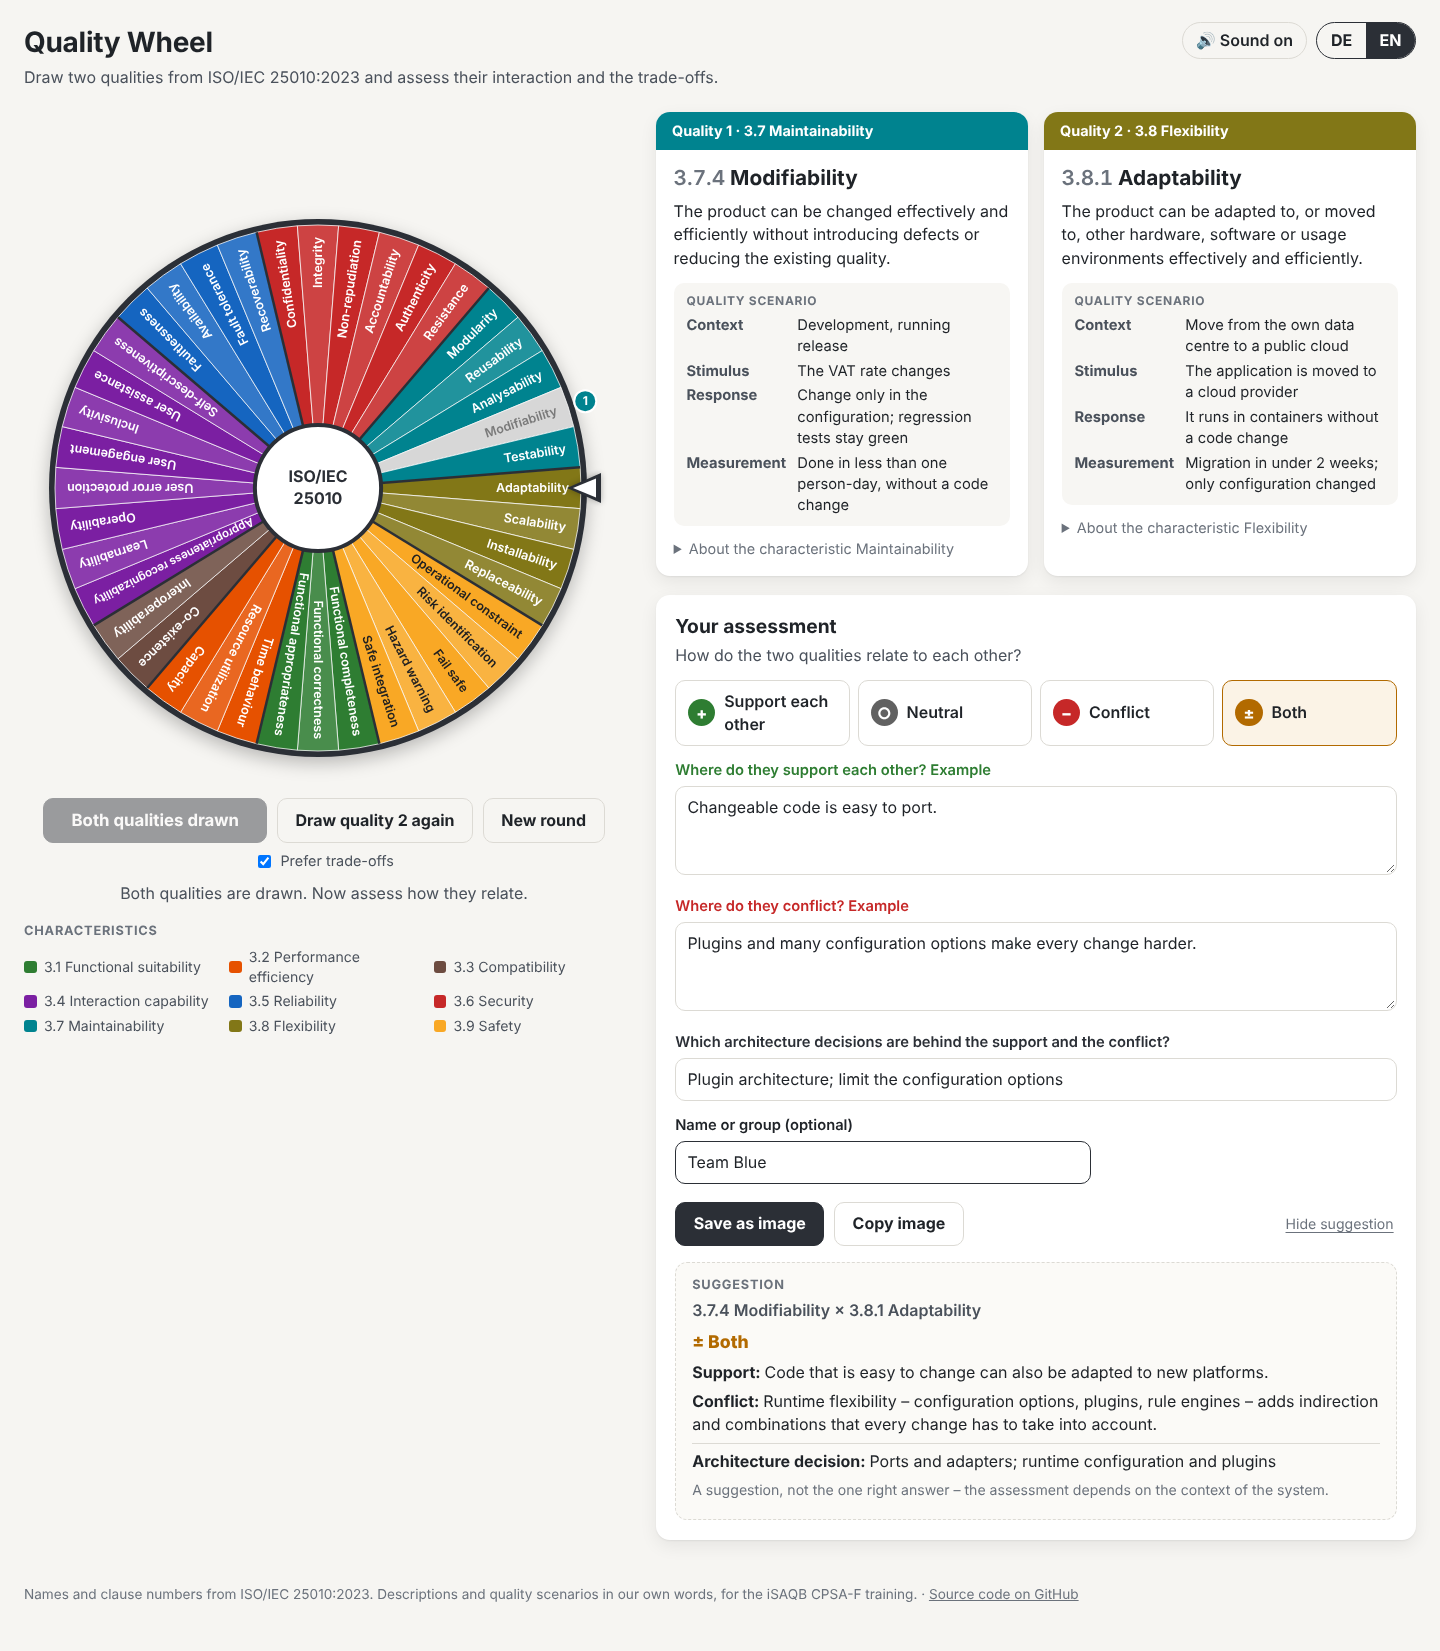 Quality Wheel
Draw two qualities from ISO/IEC 25010:2023 and assess their interaction and the trade-offs.
🔊 Sound on
DE
EN
Confidentiality
Integrity
Non-repudiation
Accountability
Authenticity
Resistance
Modularity
Reusability
Analysability
Modifiability
Testability
Adaptability
Scalability
Installability
Replaceability
Operational constraint
Risk identification
Fail safe
Hazard warning
Safe integration
Functional completeness
Functional correctness
Functional appropriateness
Time behaviour
Resource utilization
Capacity
Co-existence
Interoperability
Appropriateness recognizability
Learnability
Operability
User error protection
User engagement
Inclusivity
User assistance
Self-descriptiveness
Faultlessness
Availability
Fault tolerance
Recoverability
1
ISO/IEC
25010
Both qualities drawn
Draw quality 2 again
New round
Prefer trade-offs
Both qualities are drawn. Now assess how they relate.
CHARACTERISTICS
3.1 Functional suitability
3.2 Performance
efficiency
3.3 Compatibility
3.4 Interaction capability
3.5 Reliability
3.6 Security
3.7 Maintainability
3.8 Flexibility
3.9 Safety
Quality 1 · 3.7 Maintainability
3.7.4 Modifiability
The product can be changed effectively and
efficiently without introducing defects or
reducing the existing quality.
QUALITY SCENARIO
Context Development, running
release
Stimulus The VAT rate changes
Response Change only in the
configuration; regression
tests stay green
Measurement Done in less than one
person-day, without a code
change
▶ About the characteristic Maintainability
Quality 2 · 3.8 Flexibility
3.8.1 Adaptability
The product can be adapted to, or moved
to, other hardware, software or usage
environments effectively and efficiently.
QUALITY SCENARIO
Context Move from the own data
centre to a public cloud
Stimulus The application is moved to
a cloud provider
Response It runs in containers without
a code change
Measurement Migration in under 2 weeks;
only configuration changed
▶ About the characteristic Flexibility
Your assessment
How do the two qualities relate to each other?
+ Support each
other
O Neutral
− Conflict
± Both
Where do they support each other? Example
Changeable code is easy to port.
Where do they conflict? Example
Plugins and many configuration options make every change harder.
Which architecture decisions are behind the support and the conflict?
Plugin architecture; limit the configuration options
Name or group (optional)
Team Blue
Save as image
Copy image
Hide suggestion
SUGGESTION
3.7.4 Modifiability × 3.8.1 Adaptability
± Both
Support: Code that is easy to change can also be adapted to new platforms.
Conflict: Runtime flexibility – configuration options, plugins, rule engines – adds indirection
and combinations that every change has to take into account.
Architecture decision: Ports and adapters; runtime configuration and plugins
A suggestion, not the one right answer – the assessment depends on the context of the system.
Names and clause numbers from ISO/IEC 25010:2023. Descriptions and quality scenarios in our own words, for the iSAQB CPSA-F training. · Source code on GitHub